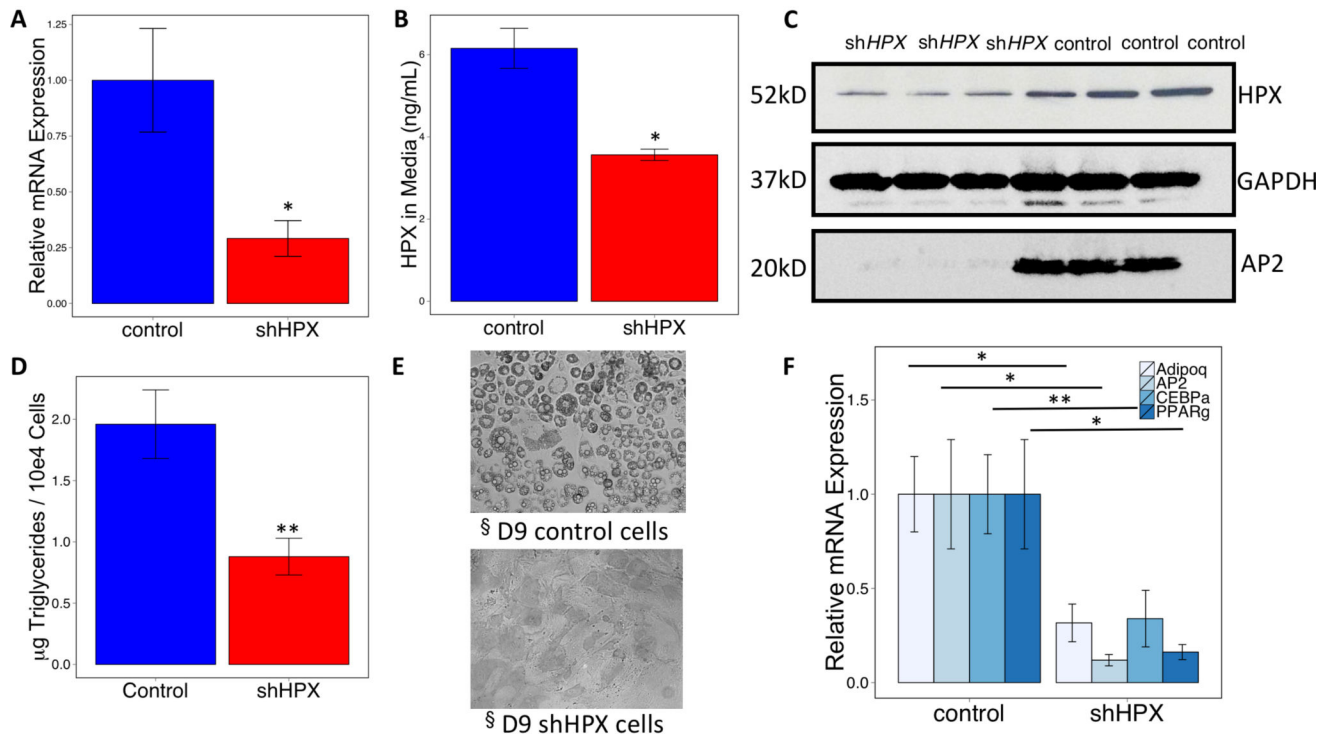 A
Relative mRNA Expression
1.25
1.00
0.75
0.50
0.25
0.00
*
control
shHPX
B
HPX in Media (ng/mL)
6
4
2
0
*
control
shHPX
C
shHPX shHPX shHPX control control control
52kD
HPX
37kD
GAPDH
20kD
AP2
D
µg Triglycerides / 10e4 Cells
2.0
1.5
1.0
0.5
0.0
**
Control
shHPX
E
§ D9 control cells
§ D9 shHPX cells
F
Relative mRNA Expression
1.5
1.0
0.5
0.0
*
*
**
*
Adipoq
AP2
CEBPa
PPARg
control
shHPX